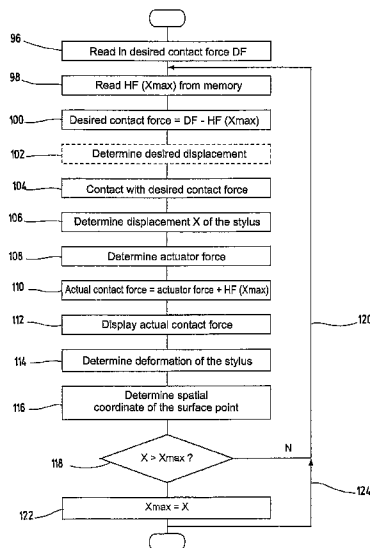 96
Read In desired contact force DF
98
Read HF (Xmax) from memory
100
Desired contact force = DF - HF (Xmax)
102
Determine desired displacement
104
Contact with desired contact force
106
Determine displacement X of the stylus
108
Determine actuator force
110
Actual contact force = actuator force + HF (Xmax)
120
112
Display actual contact force
114
Determine deformation of the stylus
116
Determine spatial
coordinate of the surface point
118
X > Xmax ?
N
122
Xmax = X
124